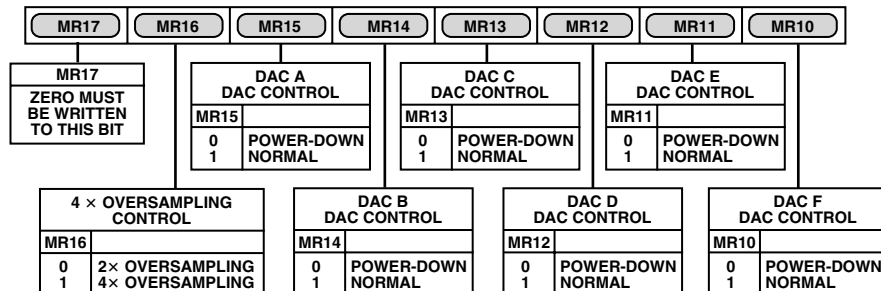 MR17 MR16 MR15 MR14 MR13 MR12 MR11 MR10
MR17
ZERO MUST
BE WRITTEN
TO THIS BIT
DAC A
DAC CONTROL
MR15
0 POWER-DOWN
1 NORMAL
DAC C
DAC CONTROL
MR13
0 POWER-DOWN
1 NORMAL
DAC E
DAC CONTROL
MR11
0 POWER-DOWN
1 NORMAL
4 × OVERSAMPLING
CONTROL
MR16
0 2× OVERSAMPLING
1 4× OVERSAMPLING
DAC B
DAC CONTROL
MR14
0 POWER-DOWN
1 NORMAL
DAC D
DAC CONTROL
MR12
0 POWER-DOWN
1 NORMAL
DAC F
DAC CONTROL
MR10
0 POWER-DOWN
1 NORMAL